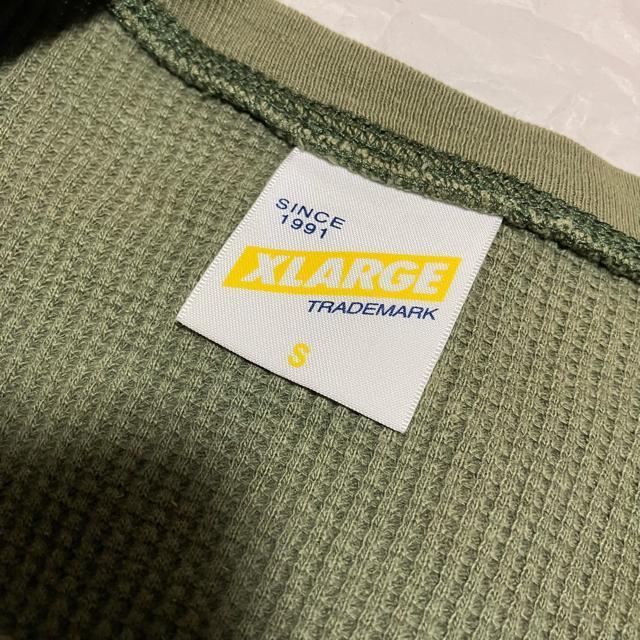 SINCE
1991
XLARGE
TRADEMARK
S